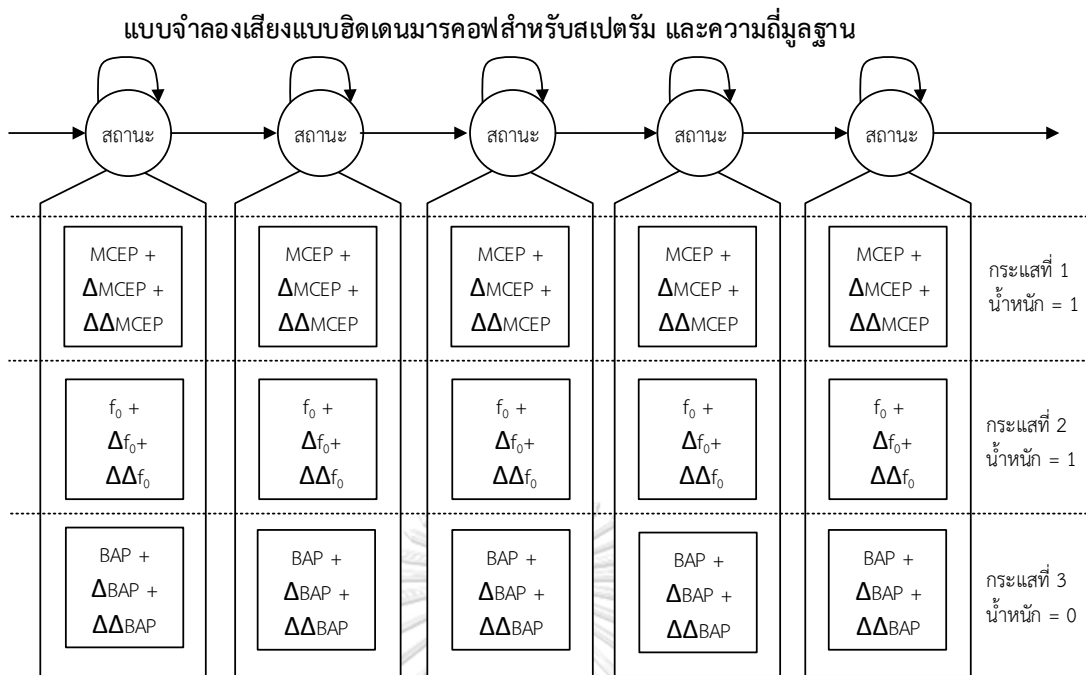 แบบจำลองเสียงแบบฮิดเดนมารคอฟสำหรับสเปตรัม และความถี่มูลฐาน
สถานะ สถานะ สถานะ สถานะ สถานะ
MCEP + MCEP + MCEP + MCEP + MCEP +
ΔMCEP + ΔMCEP + ΔMCEP + ΔMCEP + ΔMCEP +
ΔΔMCEP ΔΔMCEP ΔΔMCEP ΔΔMCEP ΔΔMCEP
กระแสที่ 1
น้ำหนัก = 1
f₀ + f₀ + f₀ + f₀ + f₀ +
Δf₀+ Δf₀+ Δf₀+ Δf₀+ Δf₀+
ΔΔf₀ ΔΔf₀ ΔΔf₀ ΔΔf₀ ΔΔf₀
กระแสที่ 2
น้ำหนัก = 1
BAP + BAP + BAP + BAP + BAP +
ΔBAP + ΔBAP + ΔBAP + ΔBAP + ΔBAP +
ΔΔBAP ΔΔBAP ΔΔBAP ΔΔBAP ΔΔBAP
กระแสที่ 3
น้ำหนัก = 0